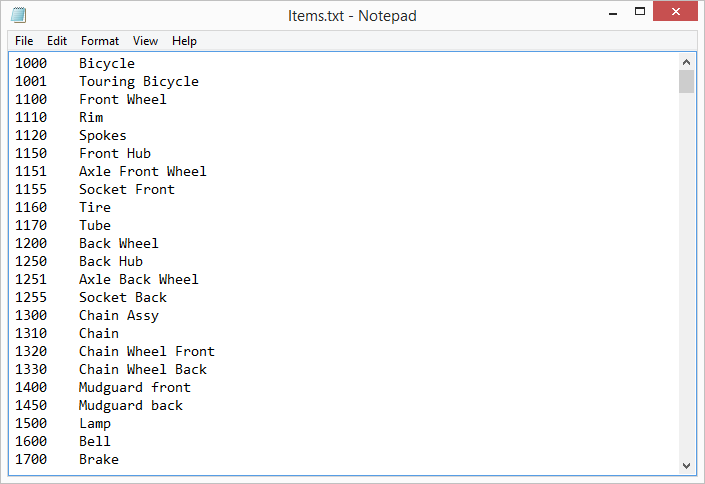 Items.txt - Notepad
File Edit Format View Help
1000 Bicycle
1001 Touring Bicycle
1100 Front Wheel
1110 Rim
1120 Spokes
1150 Front Hub
1151 Axle Front Wheel
1155 Socket Front
1160 Tire
1170 Tube
1200 Back Wheel
1250 Back Hub
1251 Axle Back Wheel
1255 Socket Back
1300 Chain Assy
1310 Chain
1320 Chain Wheel Front
1330 Chain Wheel Back
1400 Mudguard front
1450 Mudguard back
1500 Lamp
1600 Bell
1700 Brake